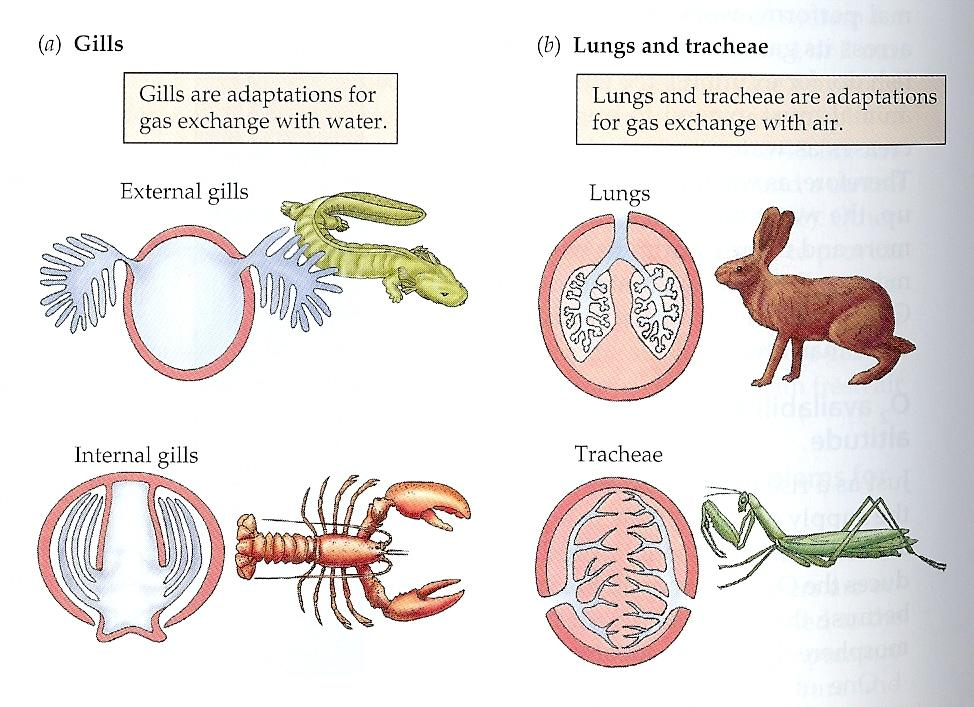 (a) Gills
Gills are adaptations for
gas exchange with water.
External gills
Internal gills
(b) Lungs and tracheae
Lungs and tracheae are adaptations
for gas exchange with air.
Lungs
Tracheae